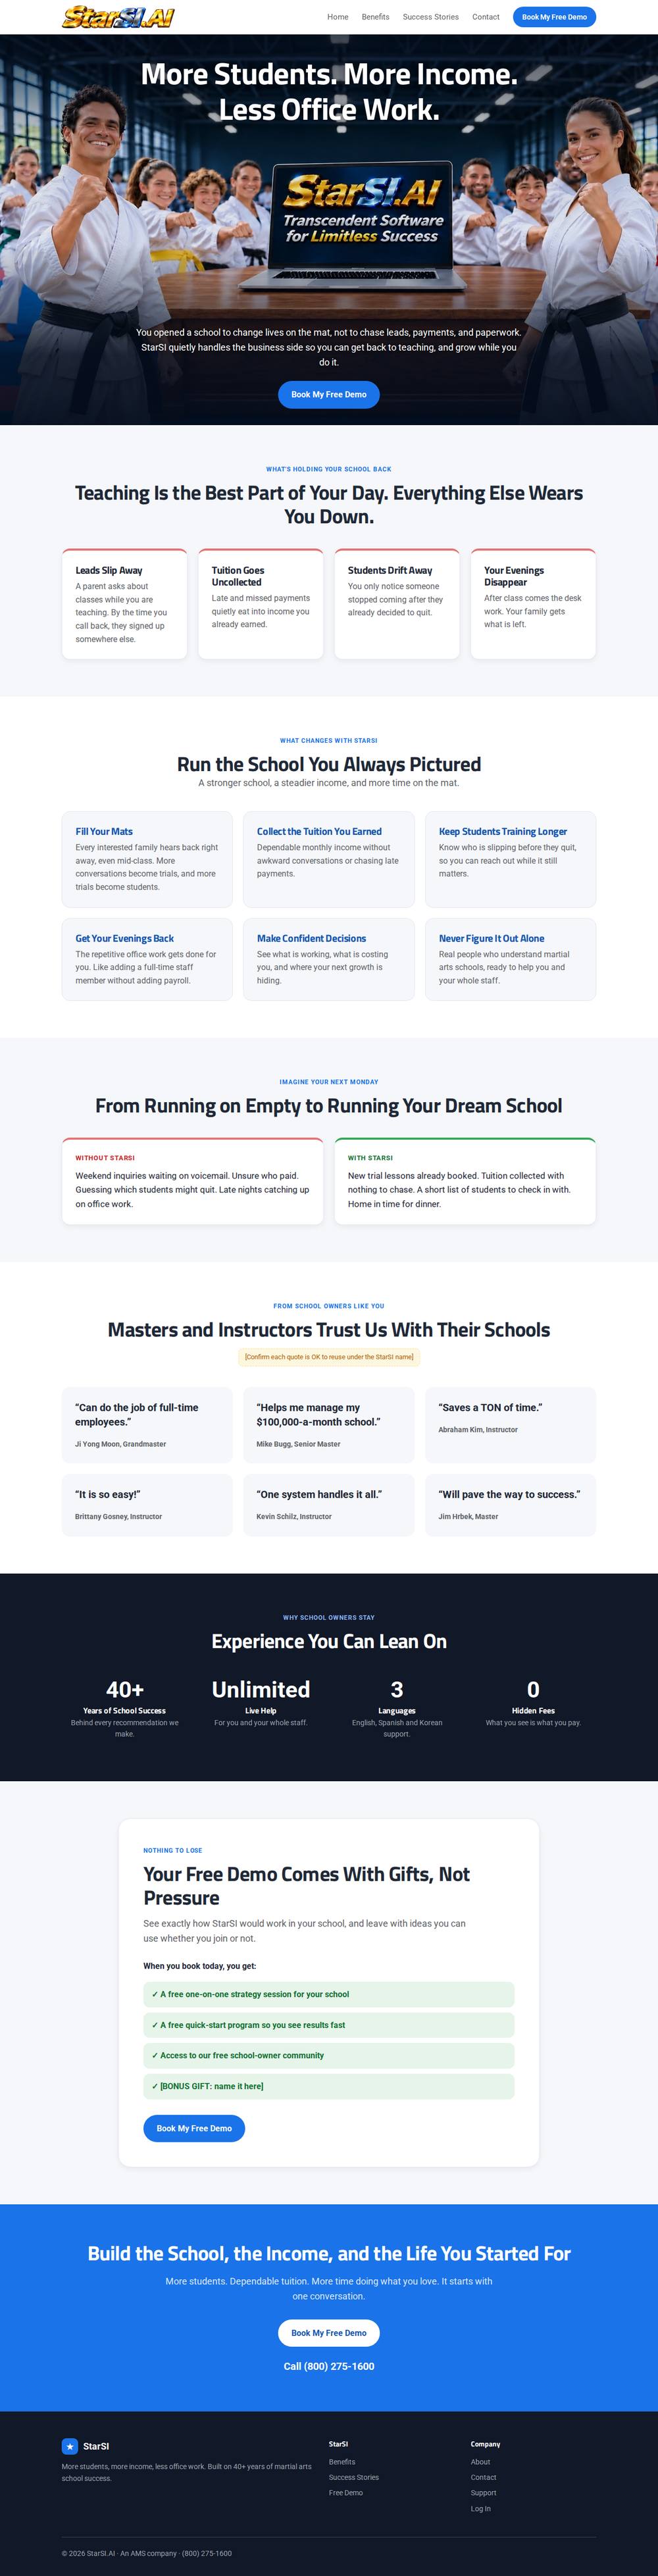 StarSI.AI
Home Benefits Success Stories Contact Book My Free Demo
More Students. More Income.
Less Office Work.
StarSI.AI
Transcendent Software
for Limitless Success
You opened a school to change lives on the mat, not to chase leads, payments, and paperwork.
StarSI quietly handles the business side so you can get back to teaching, and grow while you
do it.
Book My Free Demo
WHAT'S HOLDING YOUR SCHOOL BACK
Teaching Is the Best Part of Your Day. Everything Else Wears
You Down.
Leads Slip Away
A parent asks about
classes while you are
teaching. By the time you
call back, they signed up
somewhere else.
Tuition Goes
Uncollected
Late and missed payments
quietly eat into income you
already earned.
Students Drift Away
You only notice someone
stopped coming after they
already decided to quit.
Your Evenings
Disappear
After class comes the desk
work. Your family gets
what is left.
WHAT CHANGES WITH STARSI
Run the School You Always Pictured
A stronger school, a steadier income, and more time on the mat.
Fill Your Mats
Every interested family hears back right
away, even mid-class. More
conversations become trials, and more
trials become students.
Collect the Tuition You Earned
Dependable monthly income without
awkward conversations or chasing late
payments.
Keep Students Training Longer
Know who is slipping before they quit,
so you can reach out while it still
matters.
Get Your Evenings Back
The repetitive office work gets done for
you. Like adding a full-time staff
member without adding payroll.
Make Confident Decisions
See what is working, what is costing
you, and where your next growth is
hiding.
Never Figure It Out Alone
Real people who understand martial
arts schools, ready to help you and
your whole staff.
IMAGINE YOUR NEXT MONDAY
From Running on Empty to Running Your Dream School
WITHOUT STARSI
Weekend inquiries waiting on voicemail. Unsure who paid.
Guessing which students might quit. Late nights catching up
on office work.
WITH STARSI
New trial lessons already booked. Tuition collected with
nothing to chase. A short list of students to check in with.
Home in time for dinner.
FROM SCHOOL OWNERS LIKE YOU
Masters and Instructors Trust Us With Their Schools
[Confirm each quote is OK to reuse under the StarSI name]
“Can do the job of full-time
employees.”
Ji Yong Moon, Grandmaster
“Helps me manage my
$100,000-a-month school.”
Mike Bugg, Senior Master
“Saves a TON of time.”
Abraham Kim, Instructor
“It is so easy!”
Brittany Gosney, Instructor
“One system handles it all.”
Kevin Schilz, Instructor
“Will pave the way to success.”
Jim Hrbek, Master
WHY SCHOOL OWNERS STAY
Experience You Can Lean On
40+
Years of School Success
Behind every recommendation we
make.
Unlimited
Live Help
For you and your whole staff.
3
Languages
English, Spanish and Korean
support.
0
Hidden Fees
What you see is what you pay.
NOTHING TO LOSE
Your Free Demo Comes With Gifts, Not
Pressure
See exactly how StarSI would work in your school, and leave with ideas you can
use whether you join or not.
When you book today, you get:
✓ A free one-on-one strategy session for your school
✓ A free quick-start program so you see results fast
✓ Access to our free school-owner community
✓ [BONUS GIFT: name it here]
Book My Free Demo
Build the School, the Income, and the Life You Started For
More students. Dependable tuition. More time doing what you love. It starts with
one conversation.
Book My Free Demo
Call (800) 275-1600
★ StarSI
More students, more income, less office work. Built on 40+ years of martial arts
school success.
StarSI
Benefits
Success Stories
Free Demo
Company
About
Contact
Support
Log In
© 2026 StarSI.AI · An AMS company · (800) 275-1600